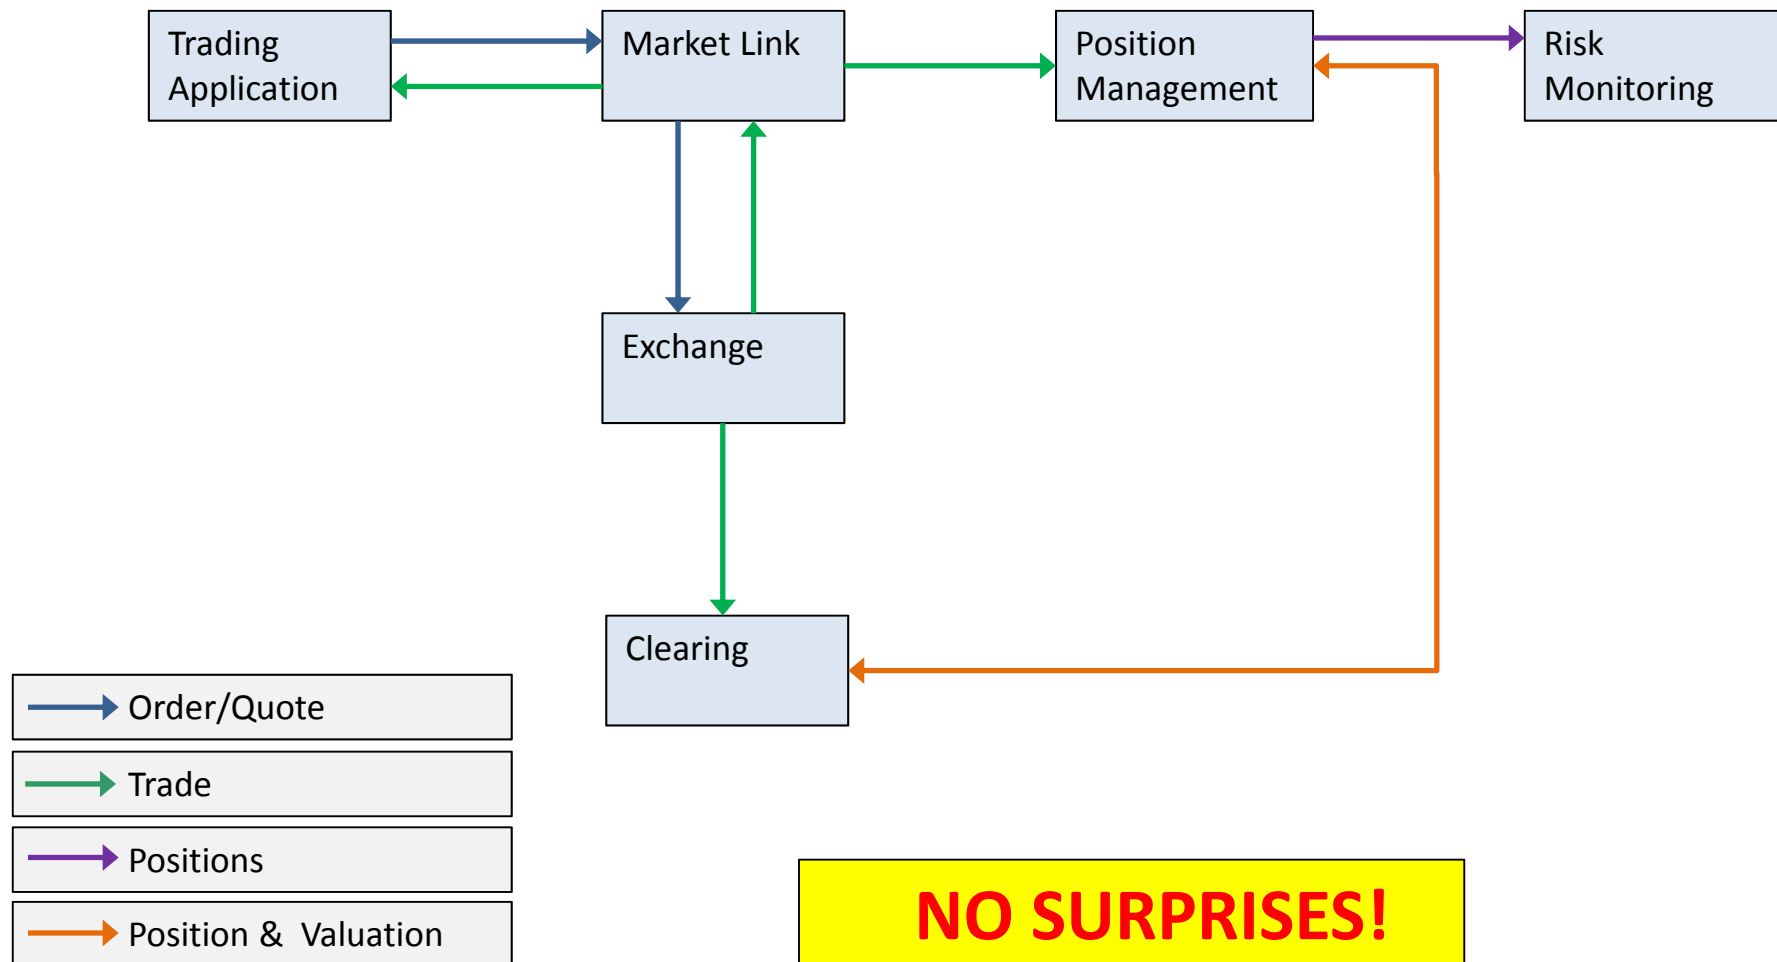 Trading
Application
Market Link
Position
Management
Risk
Monitoring
Exchange
Clearing
Order/Quote
Trade
Positions
Position &  Valuation
NO SURPRISES!